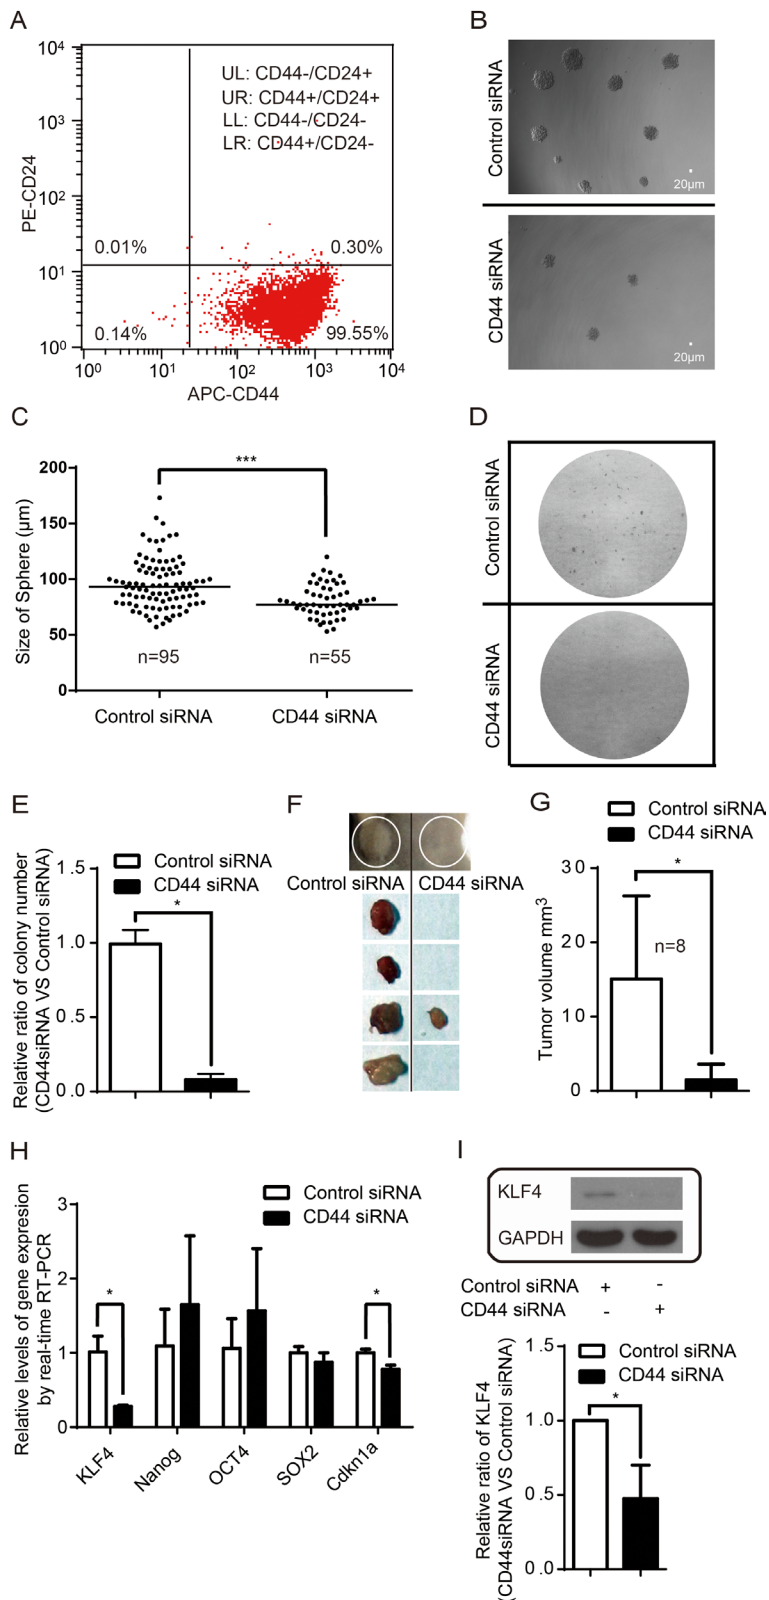 A
PE-CD24
10⁴
10³
10²
10¹
10⁰
UL: CD44-/CD24+
UR: CD44+/CD24+
LL: CD44-/CD24-
LR: CD44+/CD24-
0.01%
0.30%
0.14%
99.55%
10⁰
10¹
10²
10³
10⁴
APC-CD44
B
Control siRNA
20μm
CD44 siRNA
20μm
C
Size of Sphere (μm)
200
150
100
50
0
***
n=95
n=55
Control siRNA
CD44 siRNA
D
Control siRNA
CD44 siRNA
E
Relative ratio of colony number
(CD44siRNA VS Control siRNA)
Control siRNA
CD44 siRNA
1.5
1.0
0.5
0.0
*
F
Control siRNA
CD44 siRNA
G
Control siRNA
CD44 siRNA
Tumor volume mm³
30
20
10
0
*
n=8
H
Relative levels of gene expresion
by real-time RT-PCR
Control siRNA
CD44 siRNA
3
2
1
0
*
*
KLF4
Nanog
OCT4
SOX2
Cdkn1a
I
KLF4
GAPDH
Control siRNA + -
CD44 siRNA - +
Relative ratio of KLF4
(CD44siRNA VS Control siRNA)
Control siRNA
CD44 siRNA
1.5
1.0
0.5
0.0
*